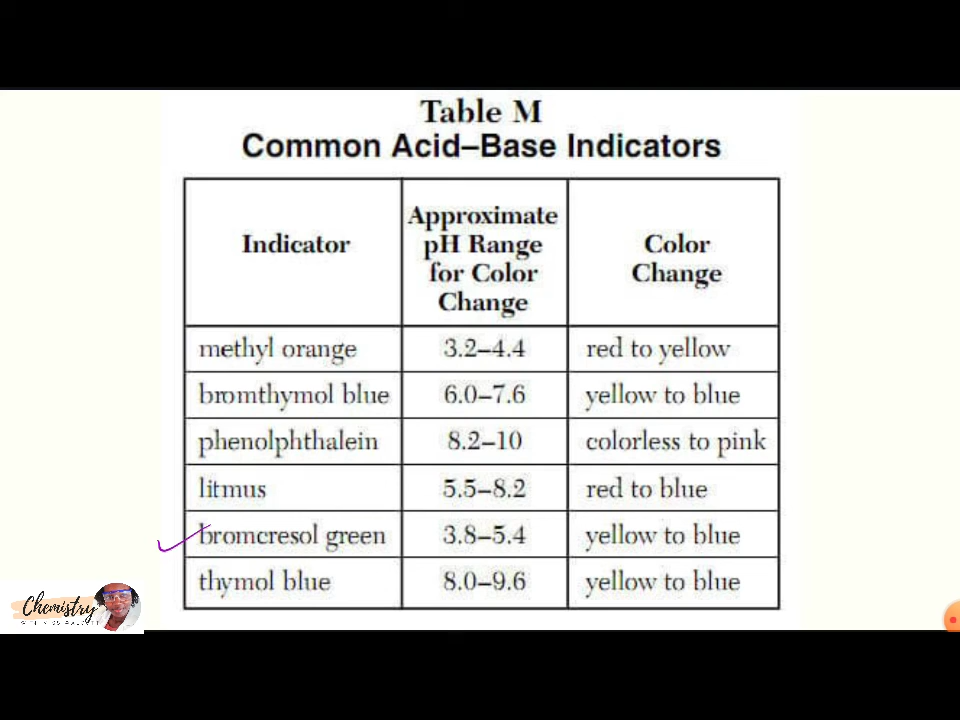 Table M
Common Acid–Base Indicators
Indicator
Approximate
pH Range
for Color
Change
Color
Change
methyl orange 3.2–4.4 red to yellow
bromthymol blue 6.0–7.6 yellow to blue
phenolphthalein 8.2–10 colorless to pink
litmus 5.5–8.2 red to blue
bromcresol green 3.8–5.4 yellow to blue
thymol blue 8.0–9.6 yellow to blue
Chemistry